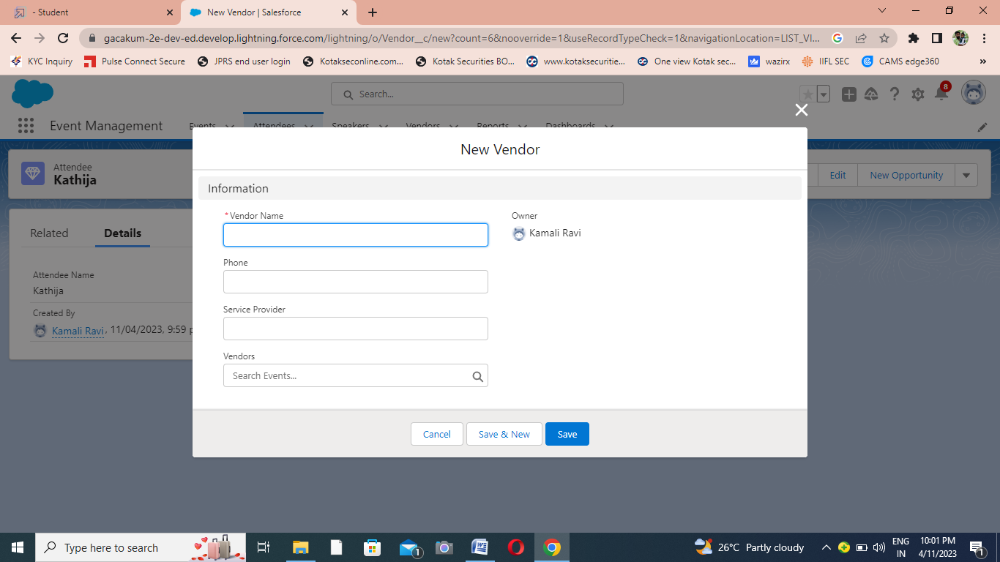 - Student
New Vendor | Salesforce
gacakum-2e-dev-ed.develop.lightning.force.com/lightning/o/Vendor__c/new?count=6&nooverride=1&useRecordTypeCheck=1&navigationLocation=LIST_VI...
KYC Inquiry Pulse Connect Secure JPRS end user login Kotakseconline.com... Kotak Securities BO... www.kotaksecuritie... One view Kotak sec... wazirx IIFL SEC CAMS edge360 »
Search... 8
Event Management Events Attendees Speakers Vendors Reports Dashboards
New Vendor
Attendee
Kathija
Edit New Opportunity
Information
*Vendor Name Owner
Kamali Ravi
Related Details
Phone
Attendee Name
Kathija
Service Provider
Created By
Kamali Ravi, 11/04/2023, 9:59 p
Vendors
Search Events...
Cancel Save & New Save
Type here to search 1 26°C Partly cloudy ENG IN 10:01 PM 4/11/2023 1